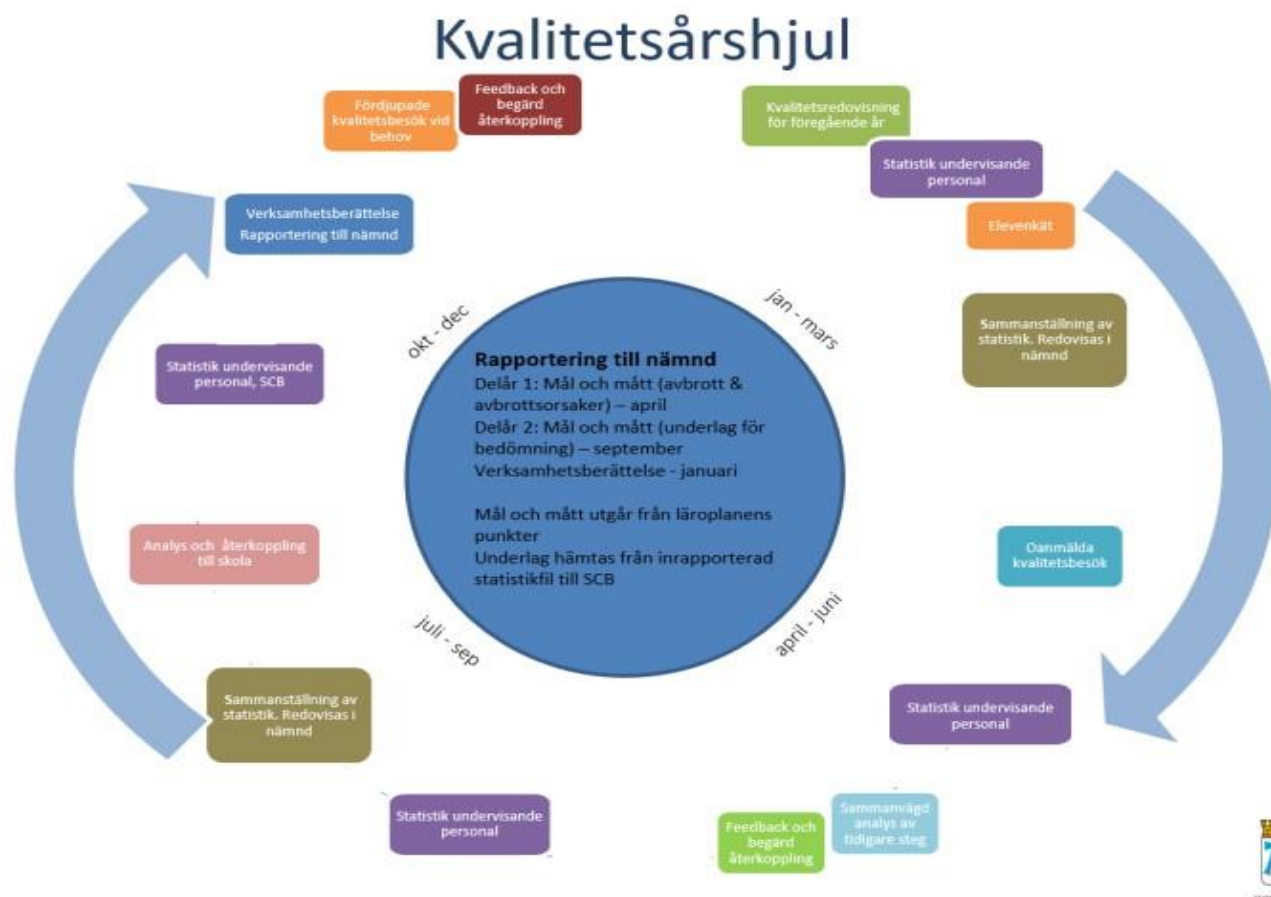 Kvalitetsårshjul
Fördjupade
kvalitetsbesök vid
behov
Feedback och
begärd
återkoppling
Kvalitetsredovisning
för föregående år
Statistik undervisande
personal
Elevenkät
Verksamhetsberättelse
Rapportering till nämnd
okt - dec
jan - mars
Sammanställning av
statistik. Redovisas i
nämnd
Statistik undervisande
personal, SCB
Rapportering till nämnd
Delår 1: Mål och mått (avbrott &
avbrottsorsaker) – april
Delår 2: Mål och mått (underlag för
bedömning) – september
Verksamhetsberättelse - januari
Mål och mått utgår från läroplanens
punkter
Underlag hämtas från inrapporterad
statistikfil till SCB
Analys och återkoppling
till skola
Oanmälda
kvalitetsbesök
juli - sep
april - juni
Sammanställning av
statistik. Redovisas i
nämnd
Statistik undervisande
personal
Statistik undervisande
personal
Feedback och
begärd
återkoppling
Sammanvägd
analys av
tidigare steg